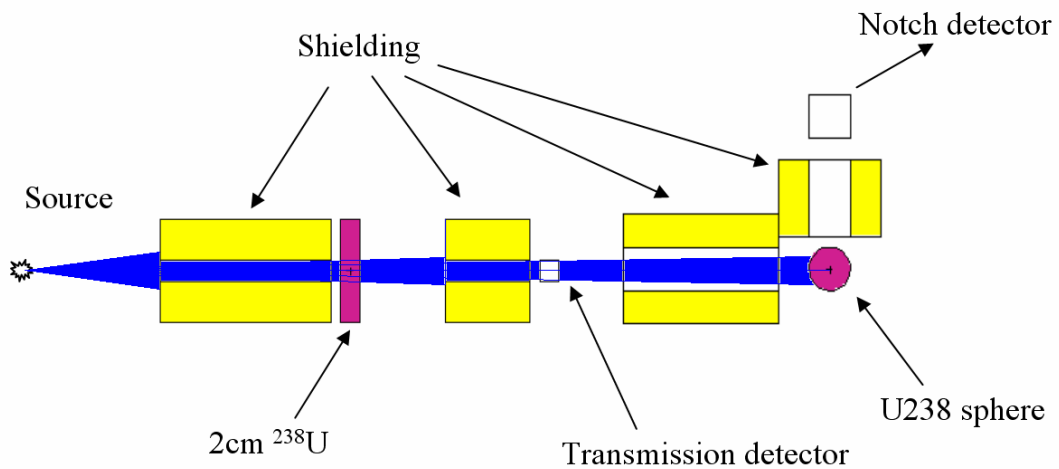 Notch detector
Shielding
Source
2cm ²³⁸U
Transmission detector
U238 sphere